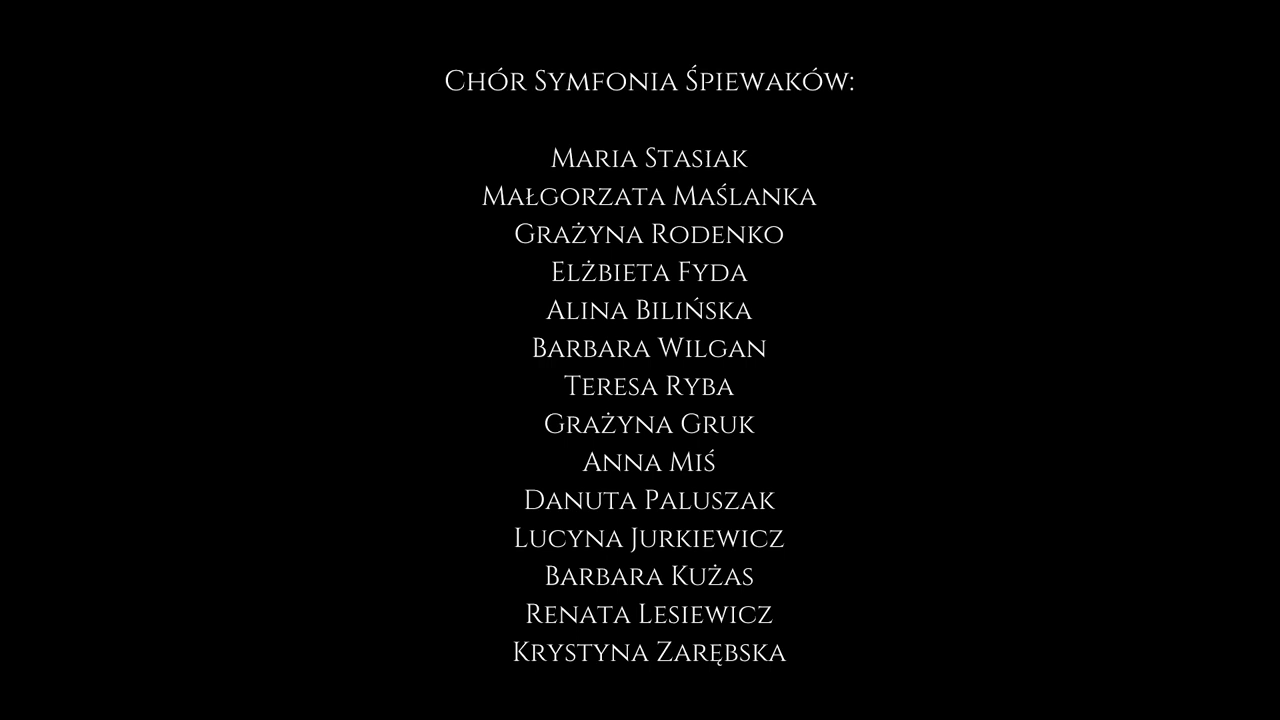 Chór Symfonia Śpiewaków:
Maria Stasiak
Małgorzata Maślanka
Grażyna Rodenko
Elżbieta Fyda
Alina Bilińska
Barbara Wilgan
Teresa Ryba
Grażyna Gruk
Anna Miś
Danuta Paluszak
Lucyna Jurkiewicz
Barbara Kużas
Renata Lesiewicz
Krystyna Zarębska